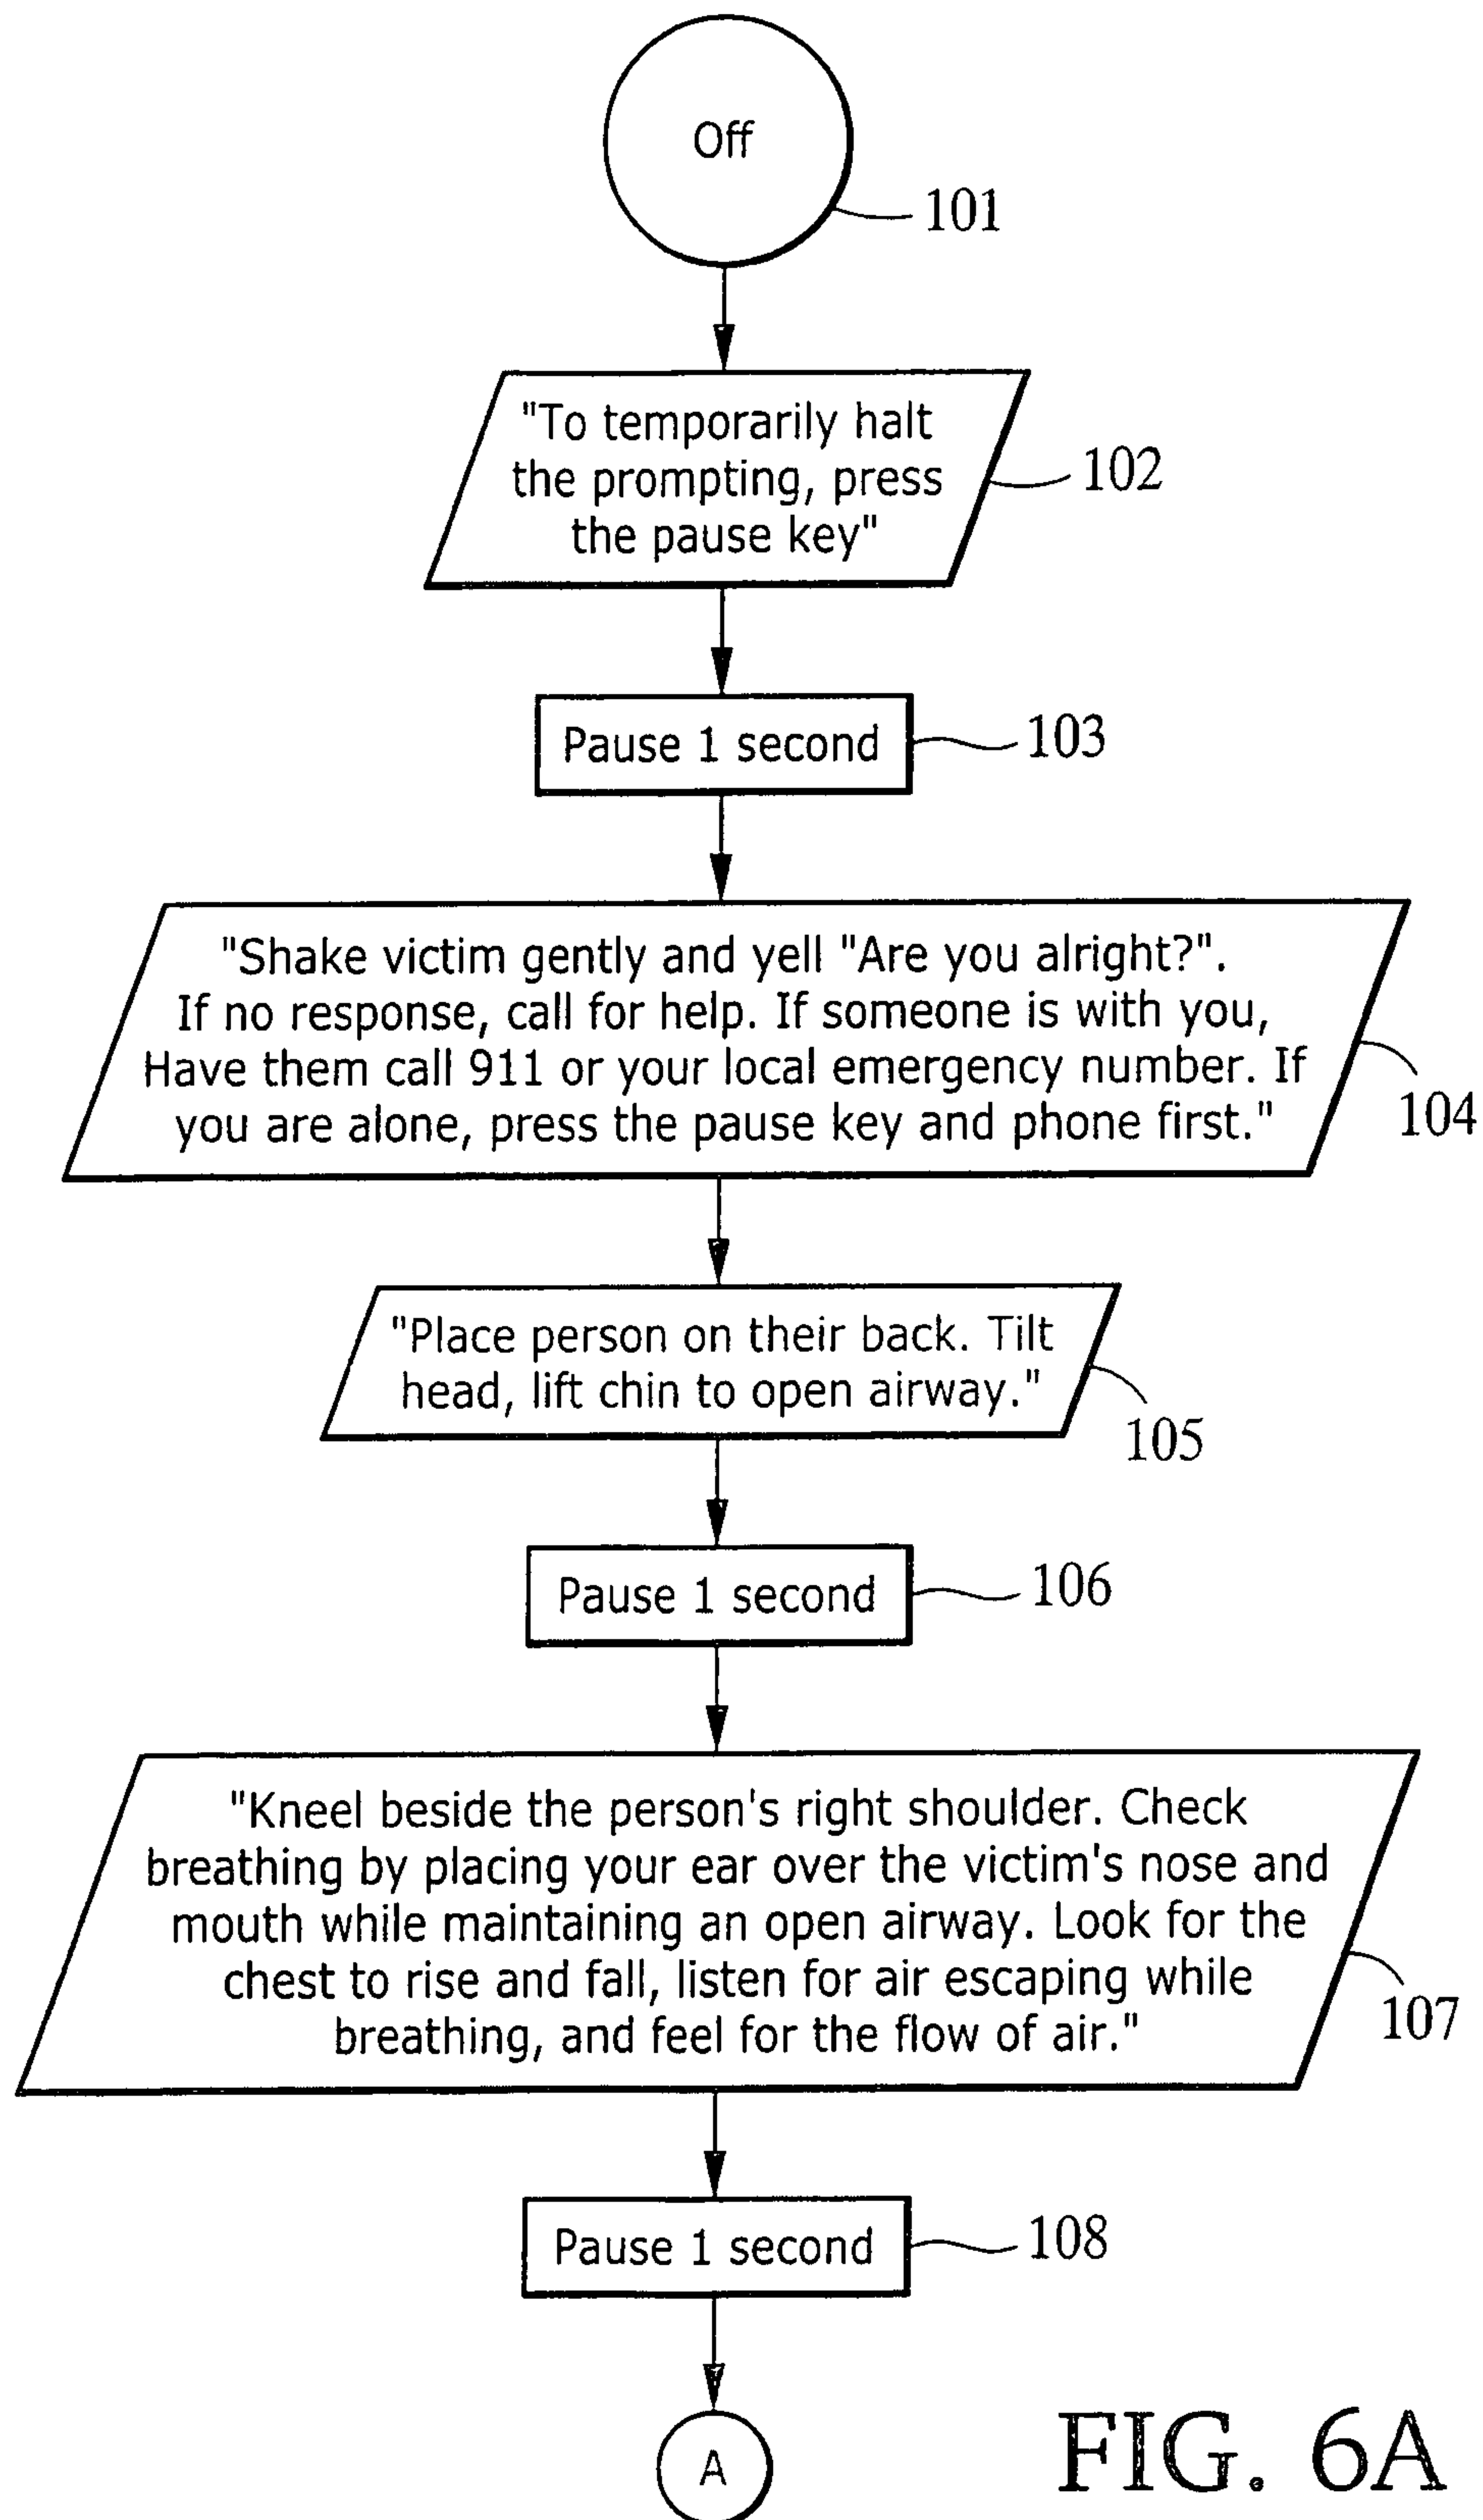 Off
101
"To temporarily halt
the prompting, press
the pause key"
102
Pause 1 second
103
"Shake victim gently and yell "Are you alright?".
If no response, call for help. If someone is with you,
Have them call 911 or your local emergency number. If
you are alone, press the pause key and phone first."
104
"Place person on their back. Tilt
head, lift chin to open airway."
105
Pause 1 second
106
"Kneel beside the person's right shoulder. Check
breathing by placing your ear over the victim's nose and
mouth while maintaining an open airway. Look for the
chest to rise and fall, listen for air escaping while
breathing, and feel for the flow of air."
107
Pause 1 second
108
A
FIG. 6A